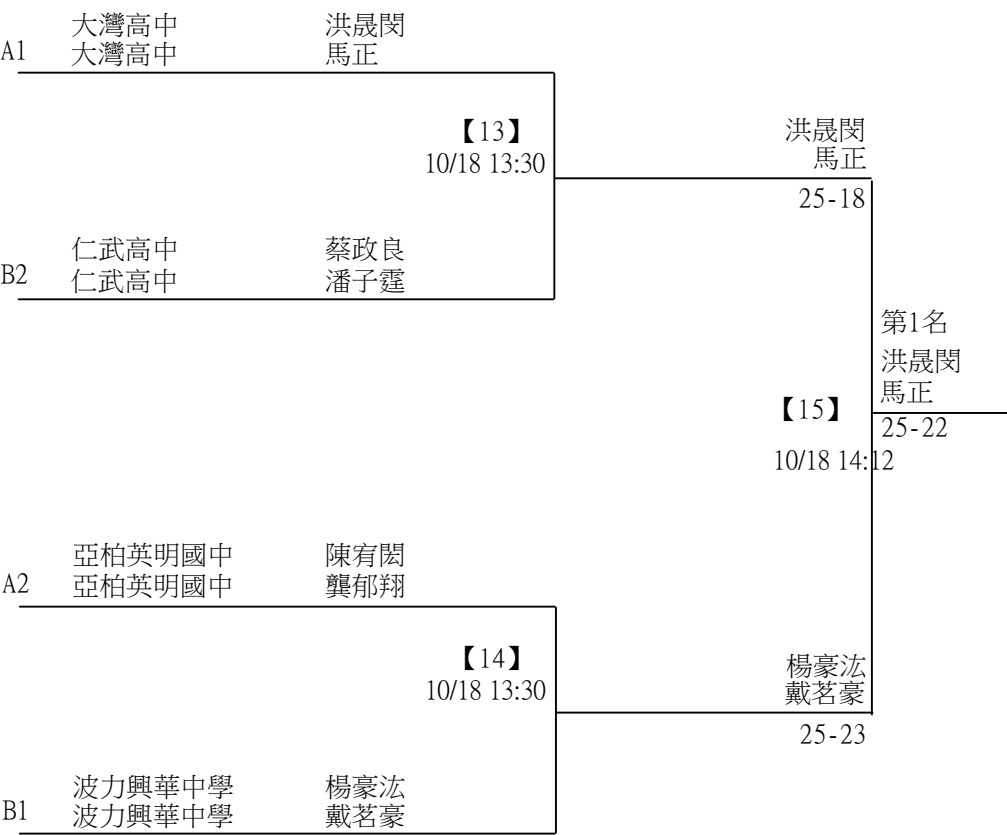 大灣高中 洪晟閔
A1 大灣高中 馬正
【13】 洪晟閔
10/18 13:30 馬正
25-18
仁武高中 蔡政良
B2 仁武高中 潘子霆
第1名
洪晟閔
馬正
【15】
25-22
10/18 14:12
亞柏英明國中 陳宥閎
A2 亞柏英明國中 龔郁翔
【14】 楊豪汯
10/18 13:30 戴茗豪
25-23
波力興華中學 楊豪汯
B1 波力興華中學 戴茗豪